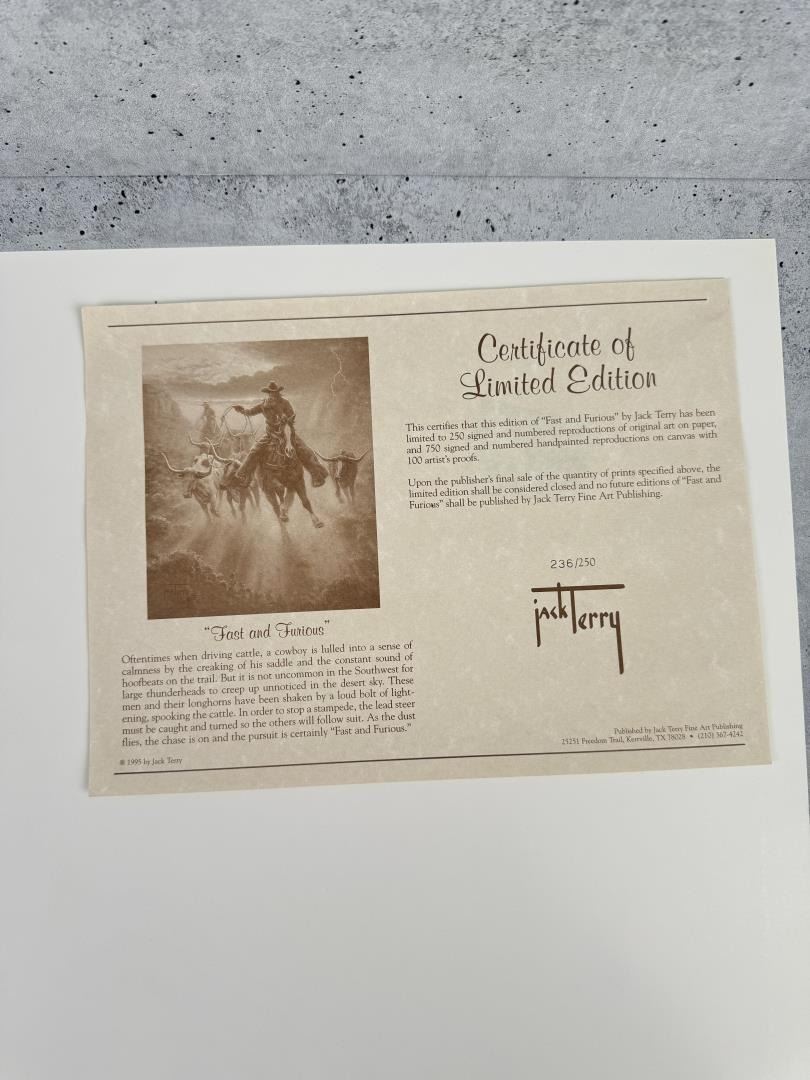 Certificate of
Limited Edition
This certifies that this edition of "Fast and Furious" by Jack Terry has been
limited to 250 signed and numbered reproductions of original art on paper,
and 750 signed and numbered handpainted reproductions on canvas with
100 artist's proofs.
Upon the publisher's final sale of the quantity of prints specified above, the
limited edition shall be considered closed and no future editions of "Fast and
Furious" shall be published by Jack Terry Fine Art Publishing.
236/250
jack Terry
"Fast and Furious"
Oftentimes when driving cattle, a cowboy is lulled into a sense of
calmness by the creaking of his saddle and the constant sound of
hoofbeats on the trail. But it is not uncommon in the Southwest for
large thunderheads to creep up unnoticed in the desert sky. These
men and their longhorns have been shaken by a loud bolt of light-
ening, spooking the cattle. In order to stop a stampede, the lead steer
must be caught and turned so the others will follow suit. As the dust
flies, the chase is on and the pursuit is certainly "Fast and Furious."
© 1995 by Jack Terry
Published by Jack Terry Fine Art Publishing
25251 Freedom Trail, Kerrville, TX 78028 • (210) 367-4242